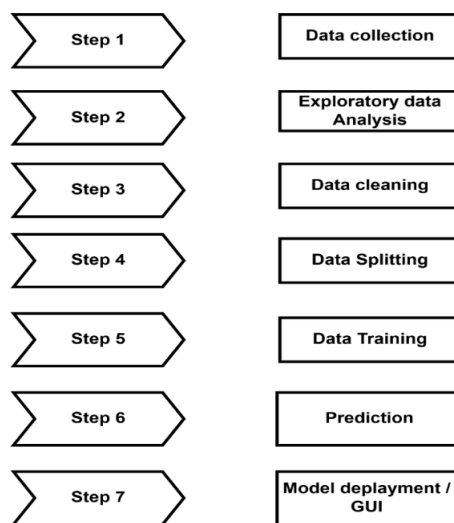 Step 1
Data collection
Step 2
Exploratory data
Analysis
Step 3
Data cleaning
Step 4
Data Splitting
Step 5
Data Training
Step 6
Prediction
Step 7
Model deplayment /
GUI